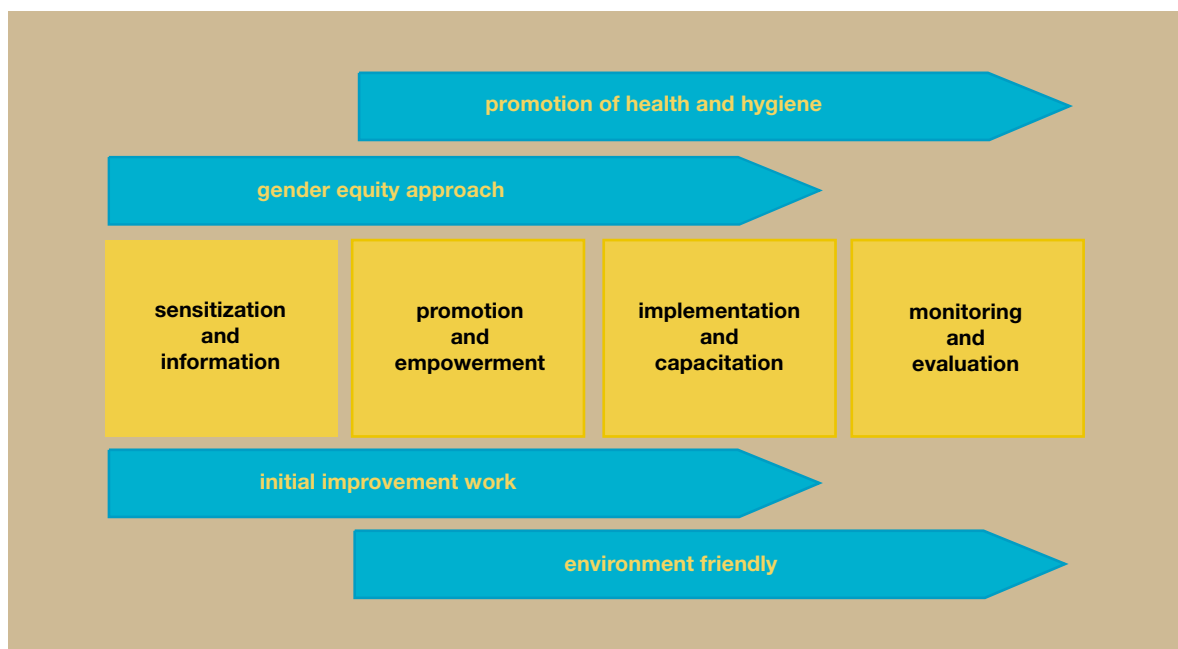 promotion of health and hygiene
gender equity approach
sensitization
and
information
promotion
and
empowerment
implementation
and
capacitation
monitoring
and
evaluation
initial improvement work
environment friendly